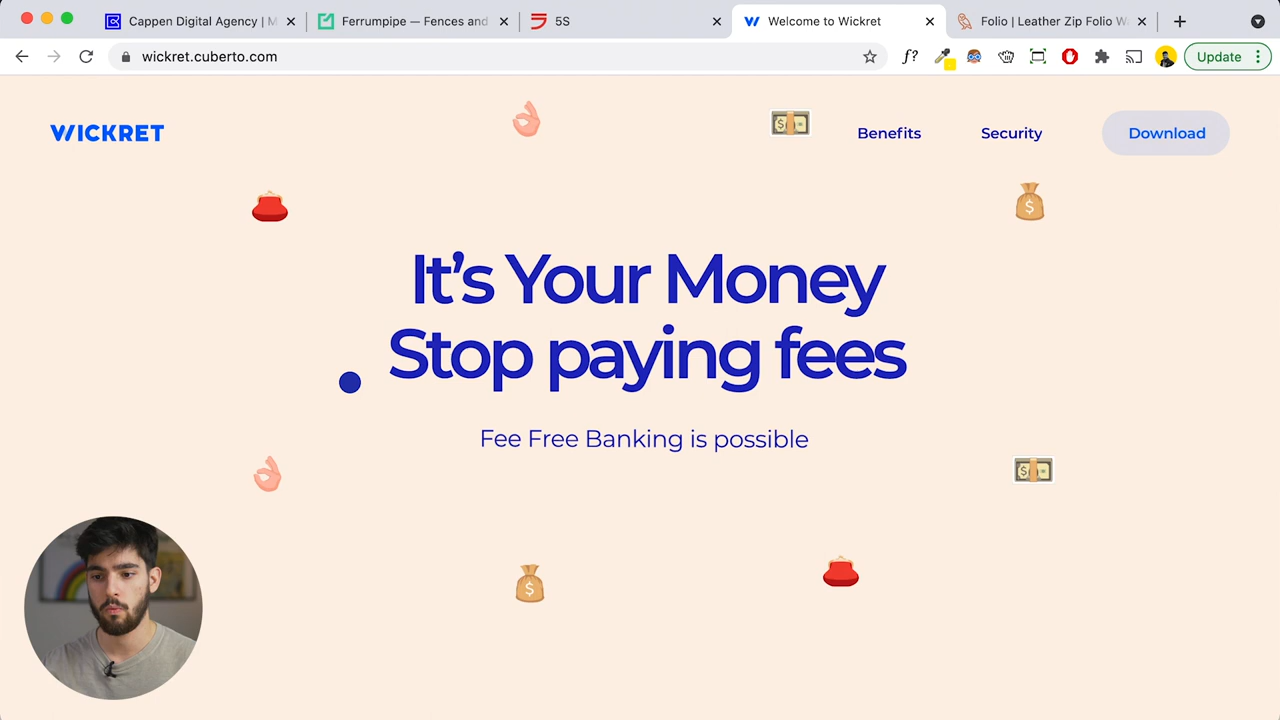 Cappen Digital Agency | M
Ferrumpipe — Fences and
5S
Welcome to Wickret
Folio | Leather Zip Folio W
wickret.cuberto.com
f?
Update
WICKRET
Benefits
Security
Download
It's Your Money
Stop paying fees
Fee Free Banking is possible